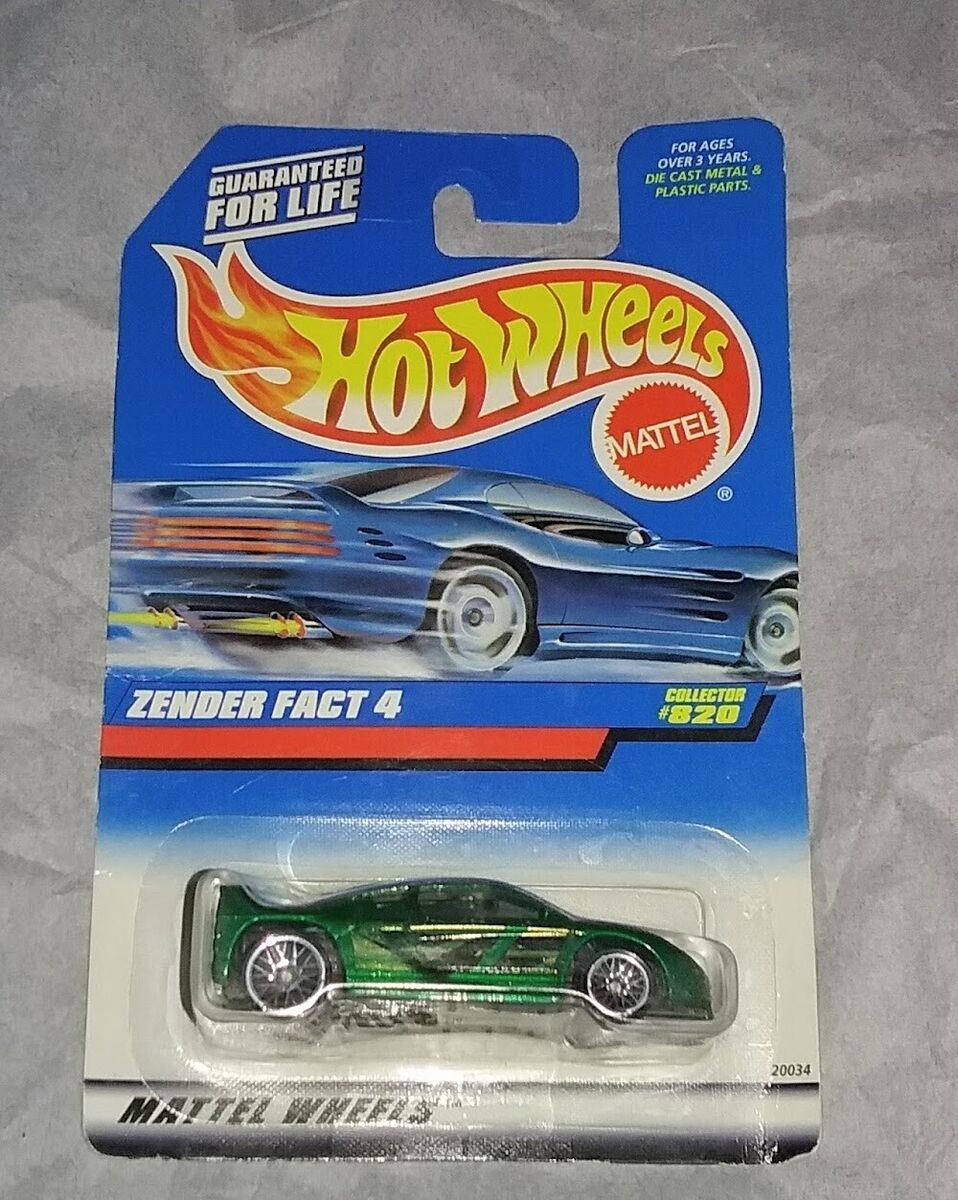 GUARANTEED
FOR LIFE
FOR AGES
OVER 3 YEARS.
DIE CAST METAL &
PLASTIC PARTS.
HOT WHEELS
MATTEL
®
ZENDER FACT 4
COLLECTOR
#820
20034
MATTEL WHEELS™